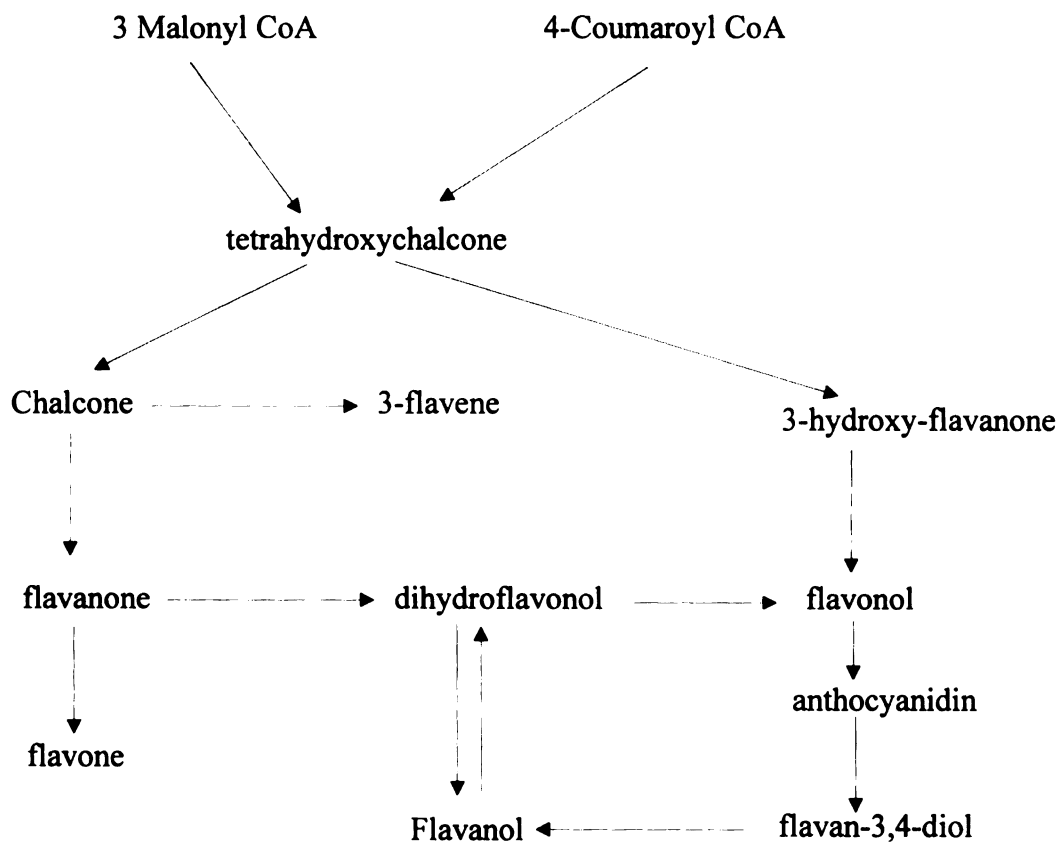 3 Malonyl CoA
4-Coumaroyl CoA
tetrahydroxychalcone
Chalcone
3-flavene
3-hydroxy-flavanone
flavanone
dihydroflavonol
flavonol
anthocyanidin
flavone
Flavanol
flavan-3,4-diol